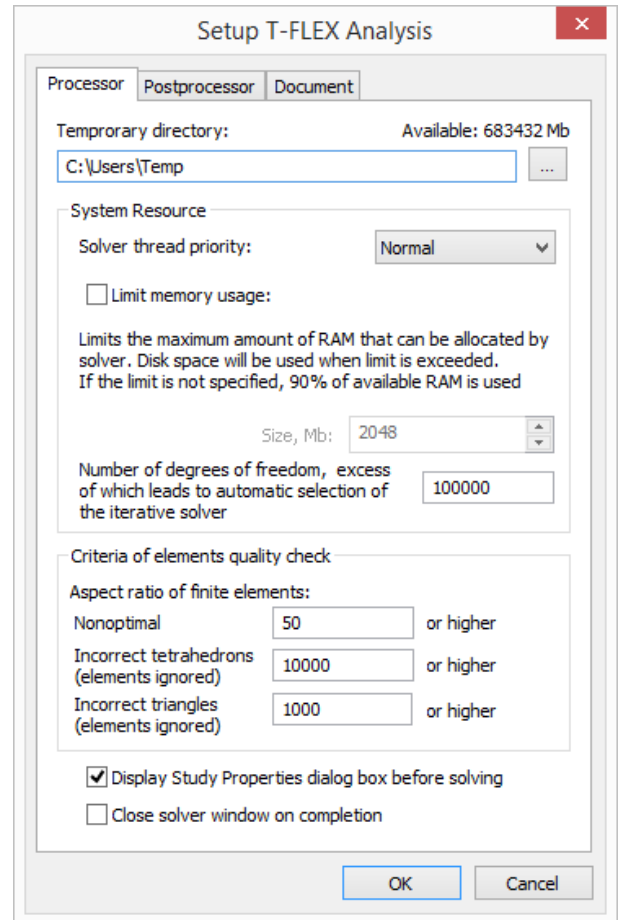 Setup T-FLEX Analysis
Processor Postprocessor Document
Temprorary directory: Available: 683432 Mb
C:\Users\Temp ...
System Resource
Solver thread priority: Normal
Limit memory usage:
Limits the maximum amount of RAM that can be allocated by
solver. Disk space will be used when limit is exceeded.
If the limit is not specified, 90% of available RAM is used
Size, Mb: 2048
Number of degrees of freedom, excess
of which leads to automatic selection of
the iterative solver
100000
Criteria of elements quality check
Aspect ratio of finite elements:
Nonoptimal 50 or higher
Incorrect tetrahedrons
(elements ignored)
10000 or higher
Incorrect triangles
(elements ignored)
1000 or higher
Display Study Properties dialog box before solving
Close solver window on completion
OK Cancel